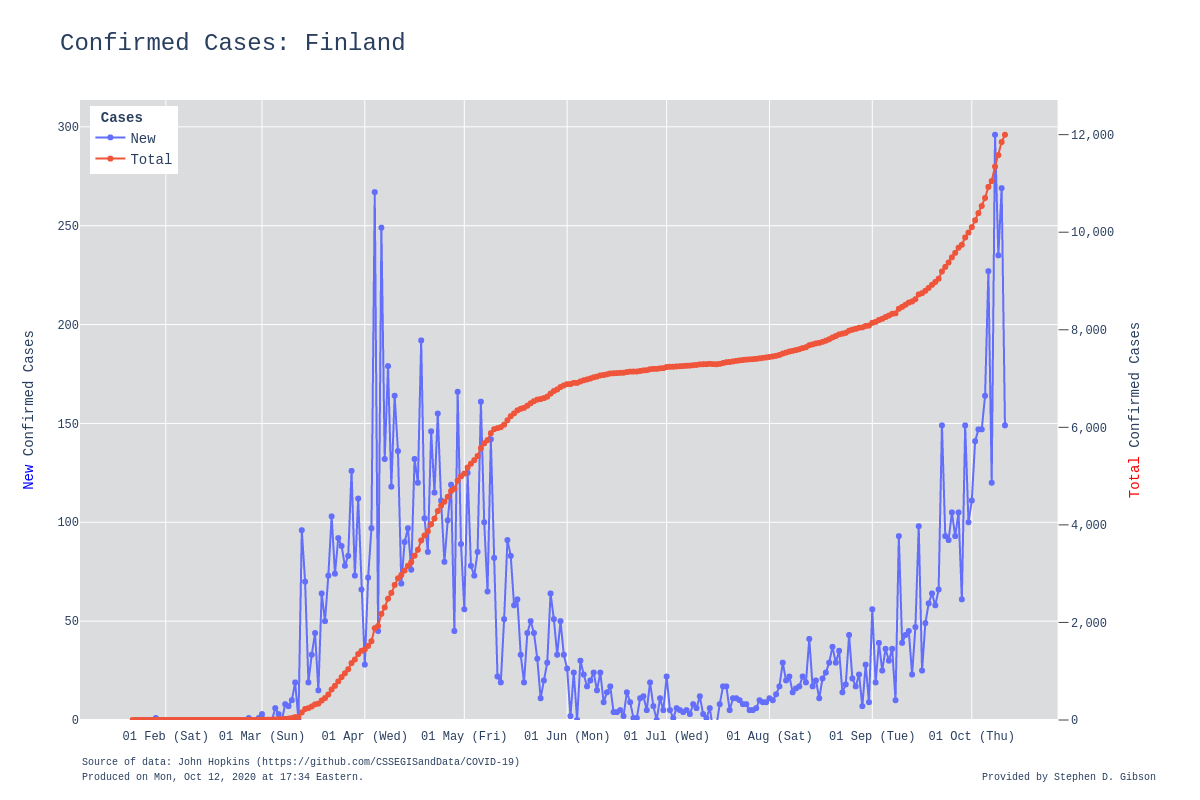 Confirmed Cases: Finland
Cases
New
Total
300
250
200
150
100
50
0
12,000
10,000
8,000
6,000
4,000
2,000
0
New Confirmed Cases
Total Confirmed Cases
01 Feb (Sat) 01 Mar (Sun) 01 Apr (Wed) 01 May (Fri) 01 Jun (Mon) 01 Jul (Wed) 01 Aug (Sat) 01 Sep (Tue) 01 Oct (Thu)
Source of data: John Hopkins (https://github.com/CSSEGISandData/COVID-19)
Produced on Mon, Oct 12, 2020 at 17:34 Eastern.
Provided by Stephen D. Gibson